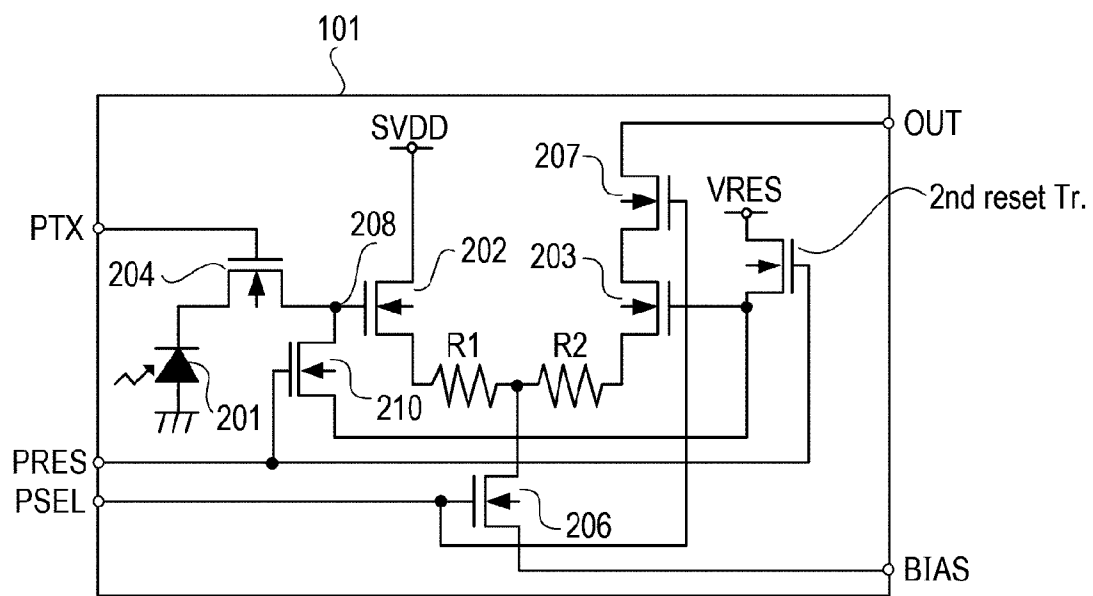 101
SVDD
OUT
207
VRES
2nd reset Tr.
PTX
208
204
202
203
R1
R2
201
210
PRES
PSEL
206
BIAS